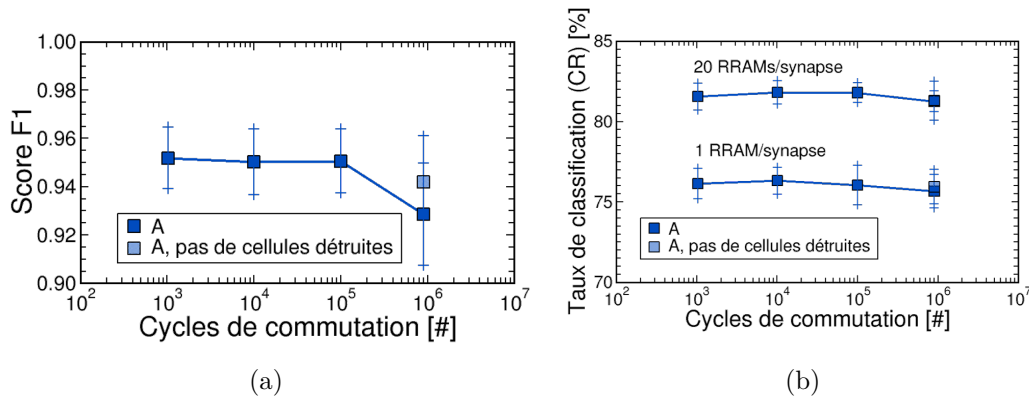 1.00
0.98
0.96
0.94
0.92
0.90
Score F1
A
A, pas de cellules détruites
10² 10³ 10⁴ 10⁵ 10⁶ 10⁷
Cycles de commutation [#]
(a)
85
80
75
70
Taux de classification (CR) [%]
20 RRAMs/synapse
1 RRAM/synapse
A
A, pas de cellules détruites
10² 10³ 10⁴ 10⁵ 10⁶ 10⁷
Cycles de commutation [#]
(b)